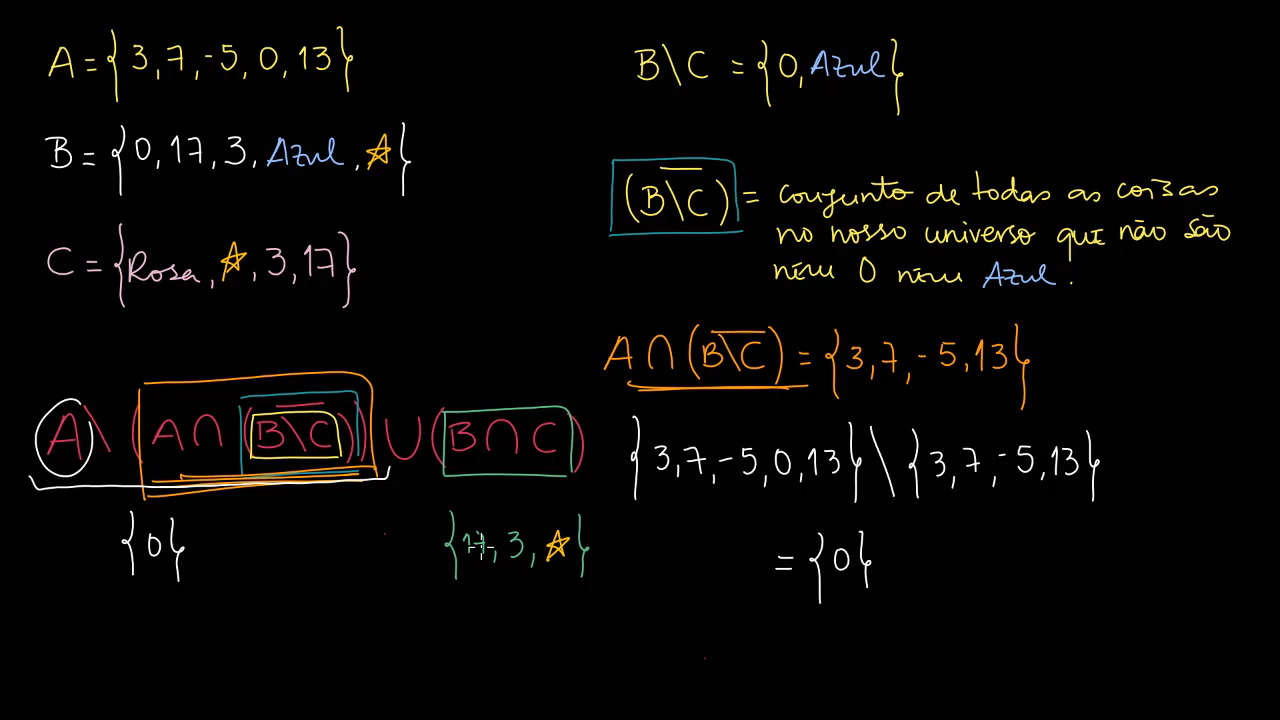 A = {3, 7, -5, 0, 13}
B = {0, 17, 3, Azul, ☆}
C = {Rosa, ☆, 3, 17}
A \ (A ∩ (B\C)̅) ∪ (B ∩ C)
{0}
{17, 3, ☆}
B\C = {0, Azul}
(B̅\̅C̅) = conjunto de todas as coisas
no nosso universo que não são
nem 0 nem Azul.
A ∩ (B̅\̅C̅) = {3, 7, -5, 13}
{3, 7, -5, 0, 13} \ {3, 7, -5, 13}
= {0}